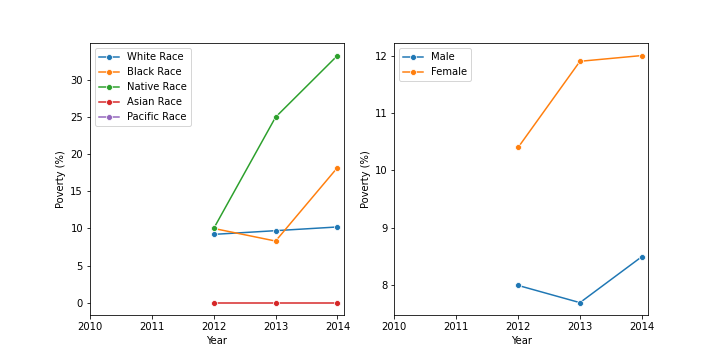 White Race
Black Race
Native Race
Asian Race
Pacific Race
Poverty (%)
30
25
20
15
10
5
0
2010 2011 2012 2013 2014
Year
Male
Female
Poverty (%)
12
11
10
9
8
2010 2011 2012 2013 2014
Year